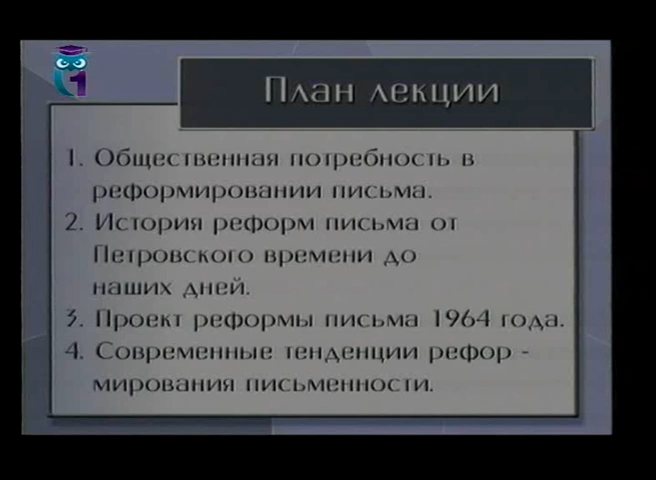 План лекции
1. Общественная потребность в
реформировании письма.
2. История реформ письма от
Петровского времени до
наших дней.
3. Проект реформы письма 1964 года.
4. Современные тенденции рефор -
мирования письменности.
1